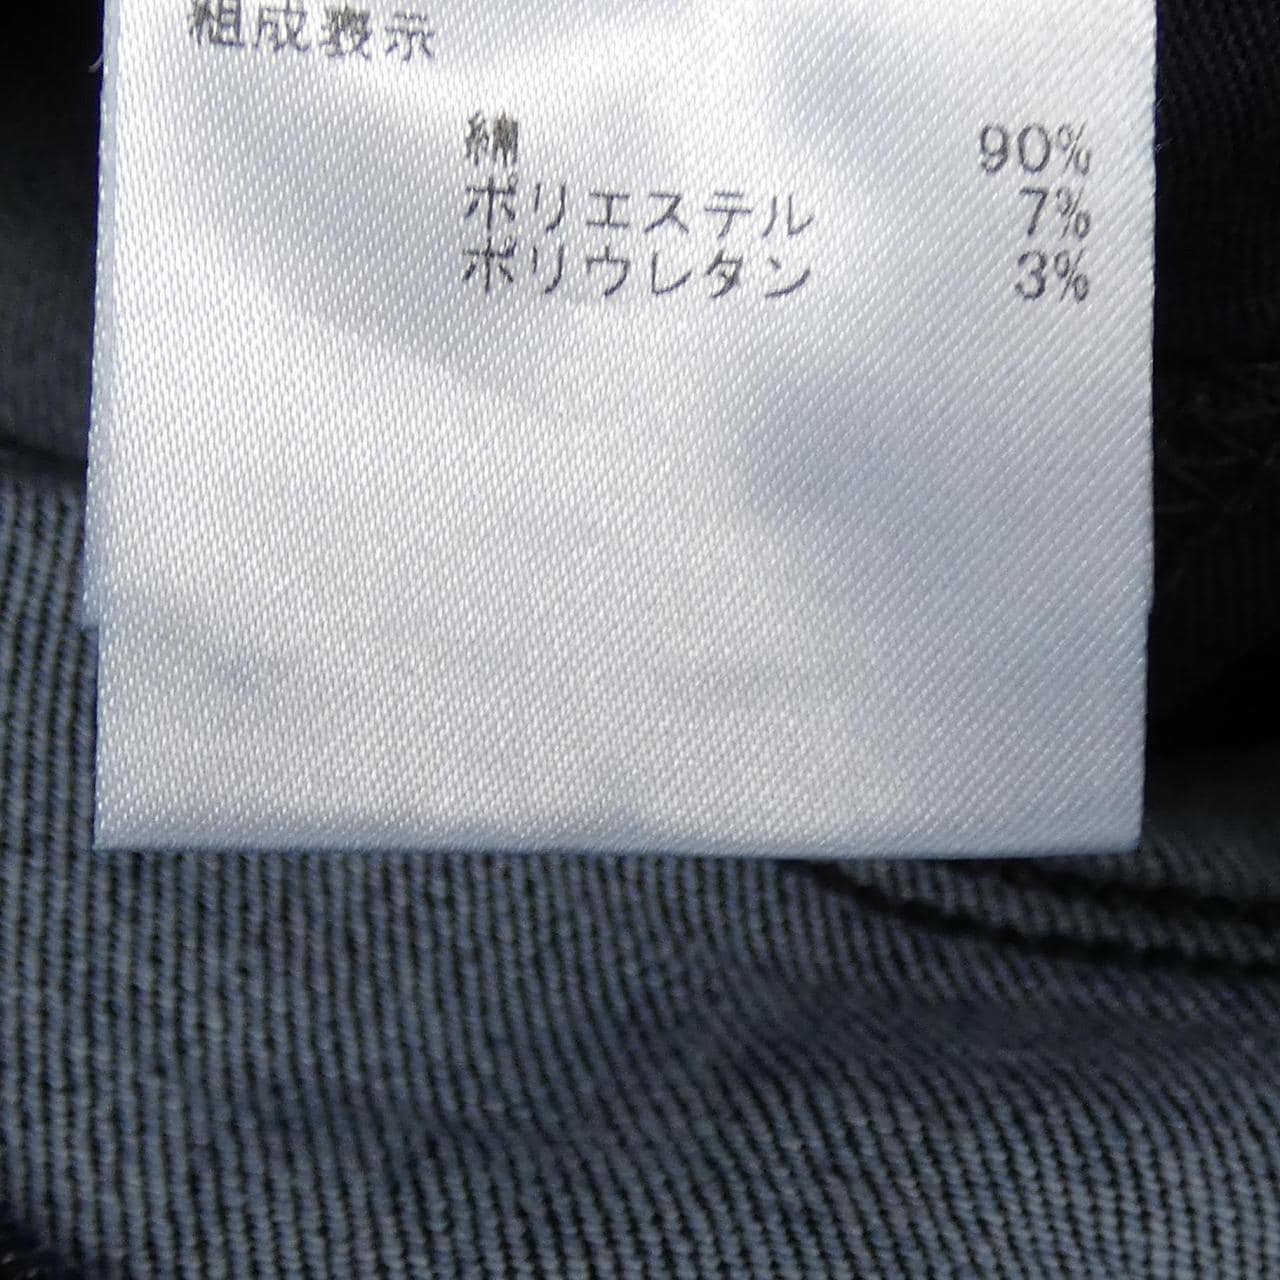 組成表示
綿 90%
ポリエステル 7%
ポリウレタン 3%